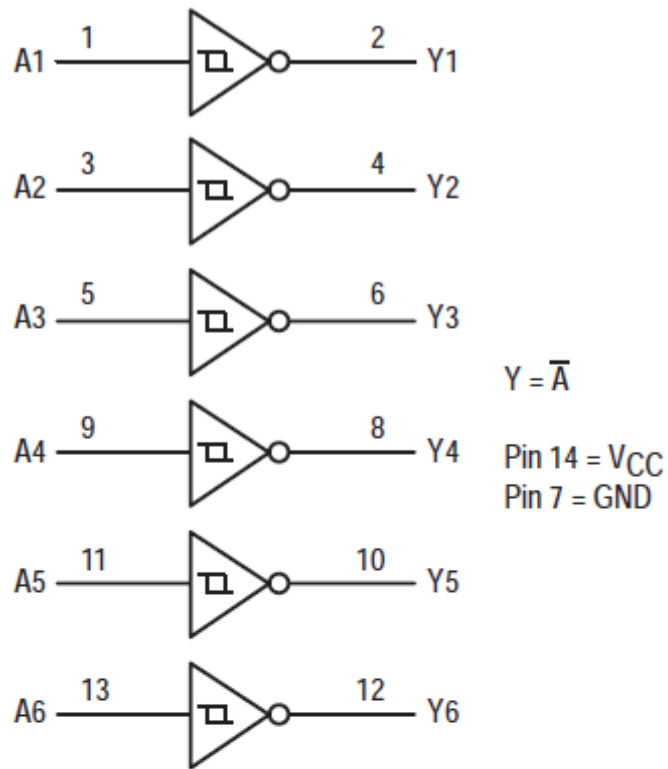 A1 1 2 Y1
A2 3 4 Y2
A3 5 6 Y3
Y = A̅
A4 9 8 Y4
Pin 14 = VCC
Pin 7 = GND
A5 11 10 Y5
A6 13 12 Y6